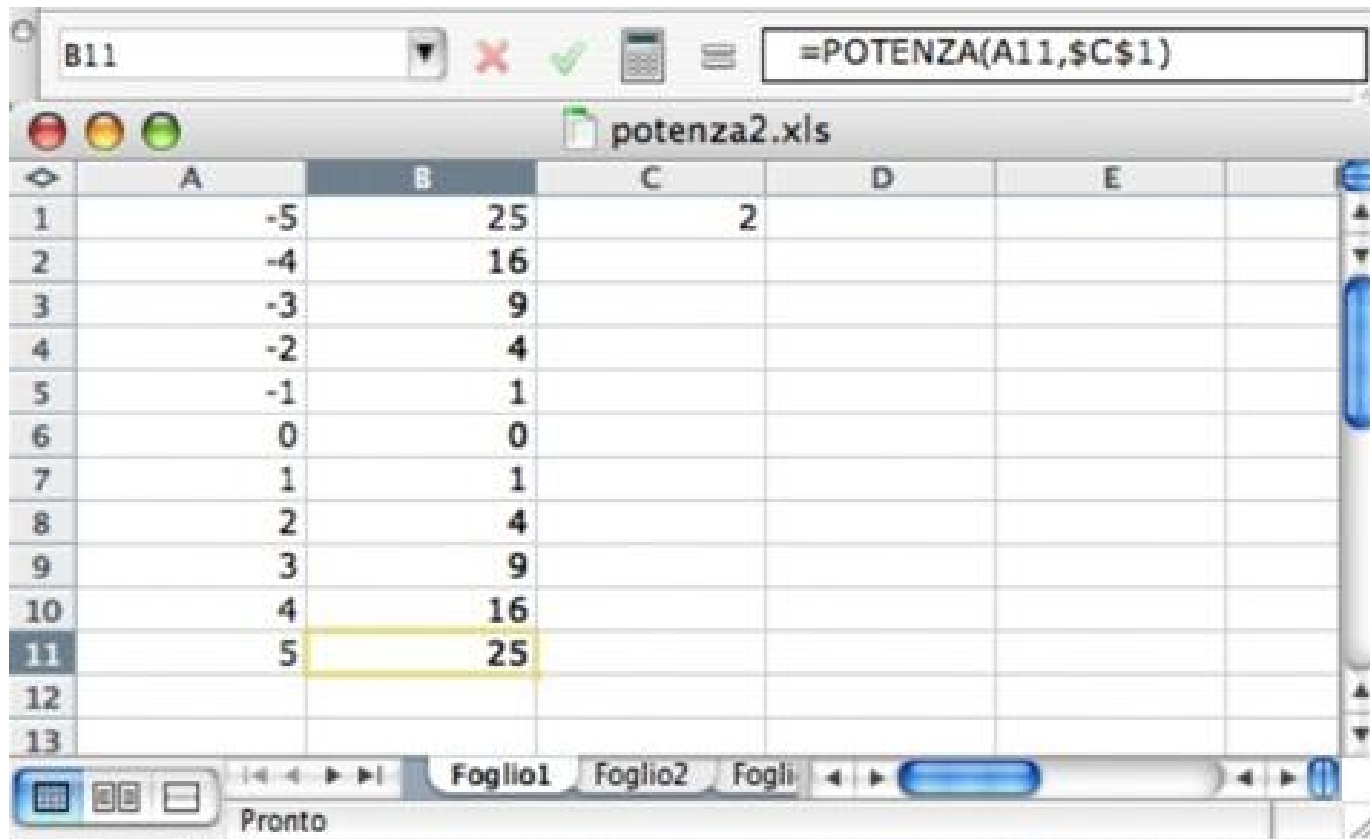 B11 =POTENZA(A11,$C$1)
potenza2.xls
A B C D E
1 -5 25 2
2 -4 16
3 -3 9
4 -2 4
5 -1 1
6 0 0
7 1 1
8 2 4
9 3 9
10 4 16
11 5 25
12
13
Foglio1 Foglio2 Fogli
Pronto